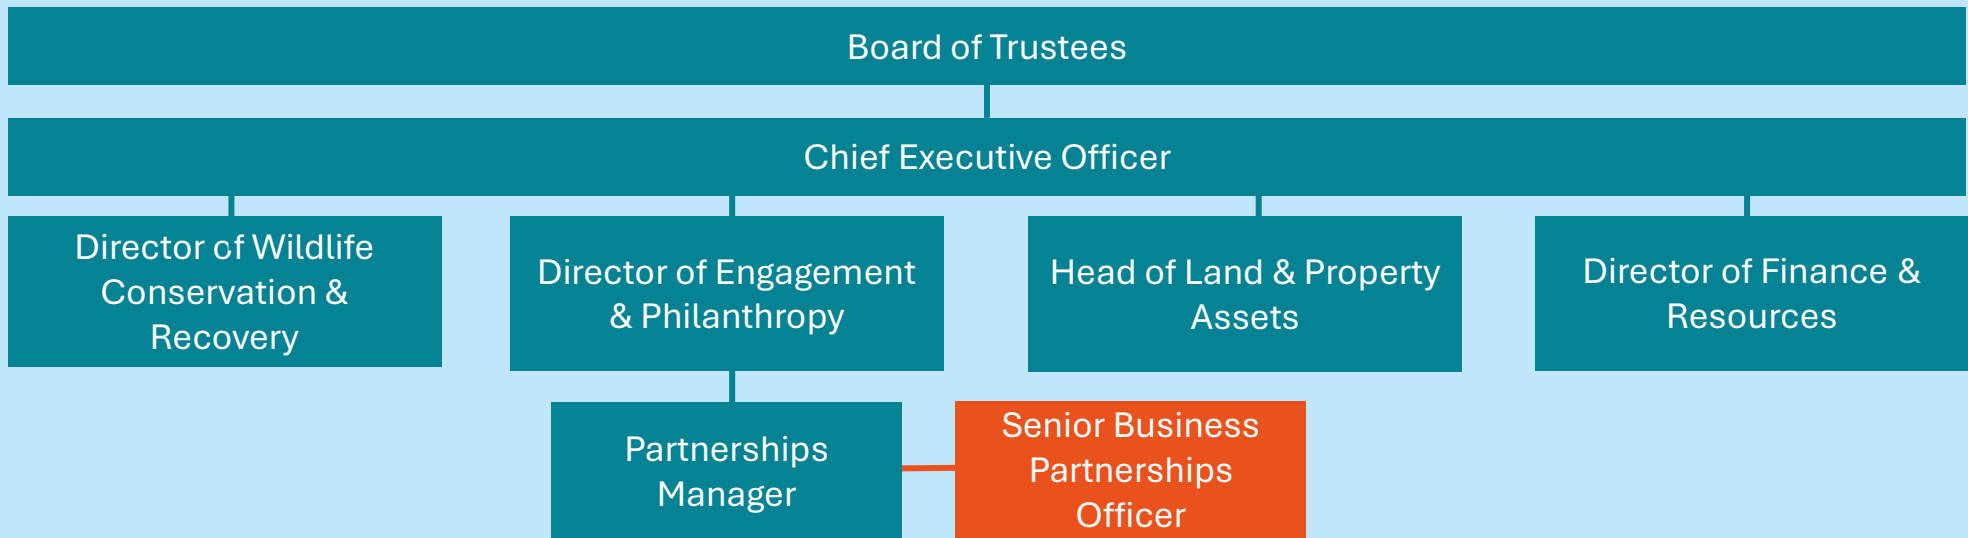 Board of Trustees
Chief Executive Officer
Director of Wildlife
Conservation &
Recovery
Director of Engagement
& Philanthropy
Head of Land & Property
Assets
Director of Finance &
Resources
Partnerships
Manager
Senior Business
Partnerships
Officer